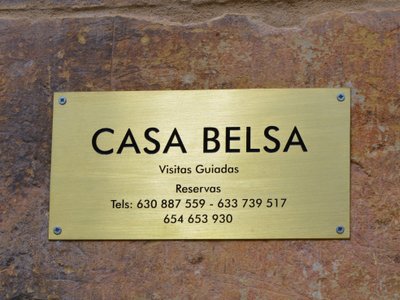 CASA BELSA
Visitas Guiadas
Reservas
Tels: 630 887 559 - 633 739 517
654 653 930